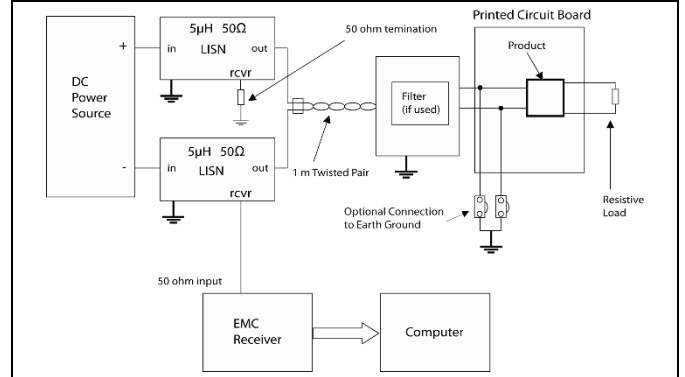 Printed Circuit Board
5µH 50Ω
50 ohm temination
in
out
LISN
rcvr
+
Product
DC
Power
Source
Filter
(if used)
5µH 50Ω
-
in
out
LISN
rcvr
1 m Twisted Pair
Optional Connection
to Earth Ground
Resistive
Load
50 ohm input
EMC
Receiver
Computer